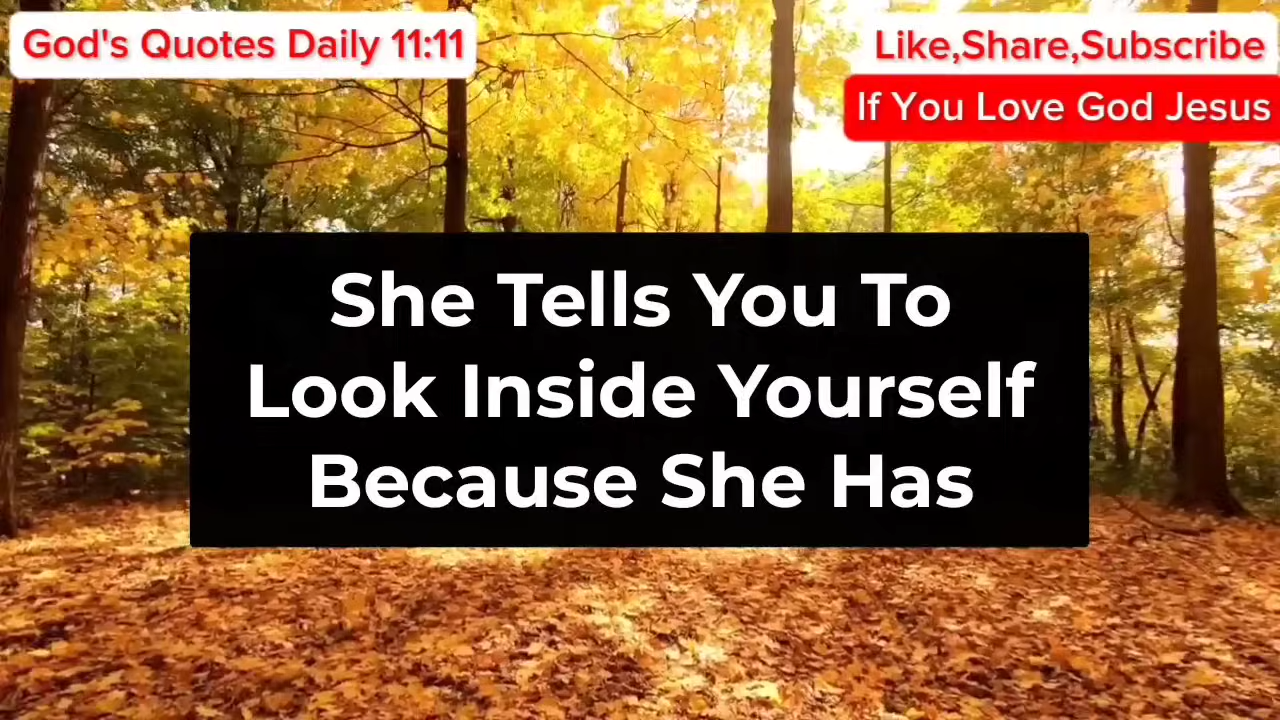 God's Quotes Daily 11:11
Like,Share,Subscribe
If You Love God Jesus
She Tells You To
Look Inside Yourself
Because She Has